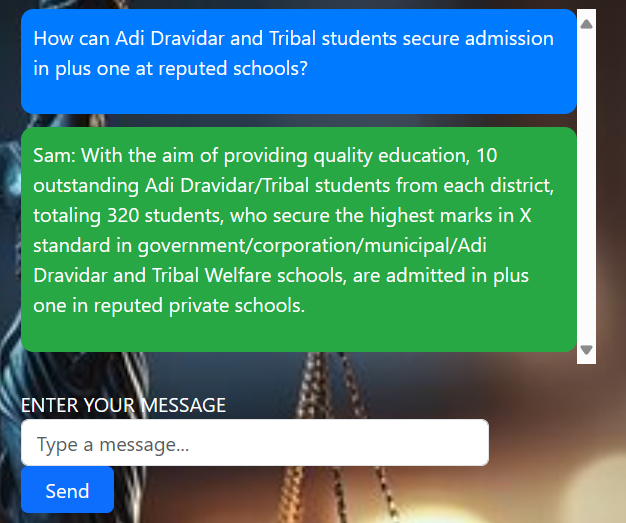 How can Adi Dravidar and Tribal students secure admission
in plus one at reputed schools?
Sam: With the aim of providing quality education, 10
outstanding Adi Dravidar/Tribal students from each district,
totaling 320 students, who secure the highest marks in X
standard in government/corporation/municipal/Adi
Dravidar and Tribal Welfare schools, are admitted in plus
one in reputed private schools.
ENTER YOUR MESSAGE
Type a message...
Send